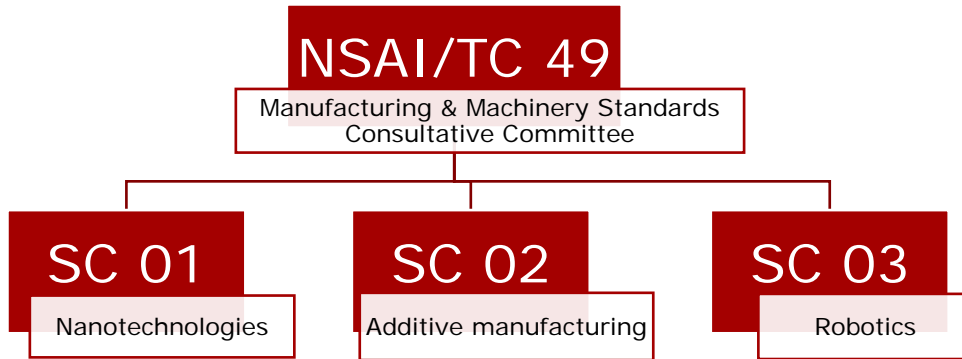 NSAI/TC 49
Manufacturing & Machinery Standards
Consultative Committee
SC 01
Nanotechnologies
SC 02
Additive manufacturing
SC 03
Robotics